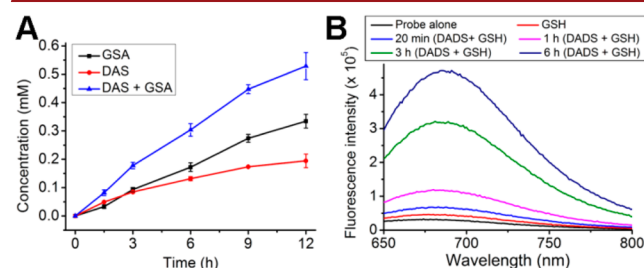 A
Concentration (mM)
0.6
0.5
0.4
0.3
0.2
0.1
0.0
GSA
DAS
DAS + GSA
0 3 6 9 12
Time (h)
B
Probe alone GSH
20 min (DADS+ GSH) 1 h (DADS + GSH)
3 h (DADS + GSH) 6 h (DADS + GSH)
Fluorescence intensity (x 10⁵)
4
3
2
1
0
650 700 750 800
Wavelength (nm)